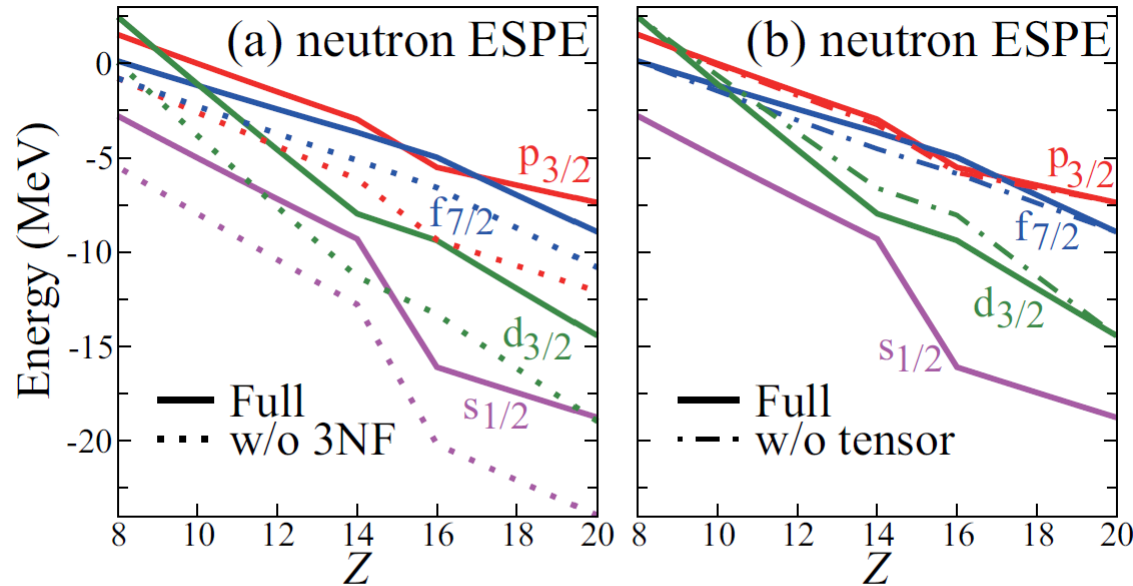 (a) neutron ESPE
(b) neutron ESPE
Energy (MeV)
0
-5
-10
-15
-20
p3/2
f7/2
d3/2
s1/2
Full
w/o 3NF
p3/2
f7/2
d3/2
s1/2
Full
w/o tensor
8 10 12 14 16 18 20
8 10 12 14 16 18 20
Z
Z